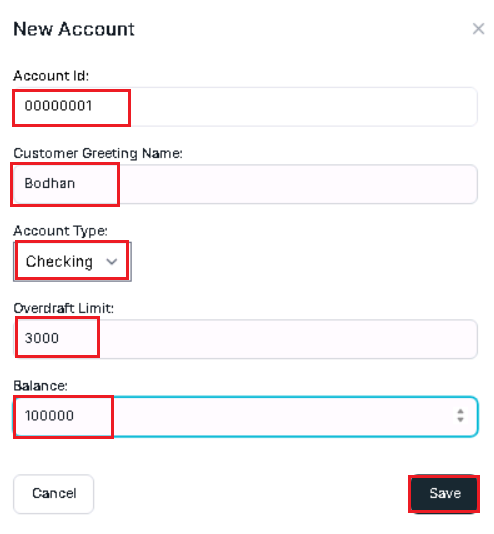 New Account
Account Id:
00000001
Customer Greeting Name:
Bodhan
Account Type:
Checking
Overdraft Limit:
3000
Balance:
100000
Cancel Save